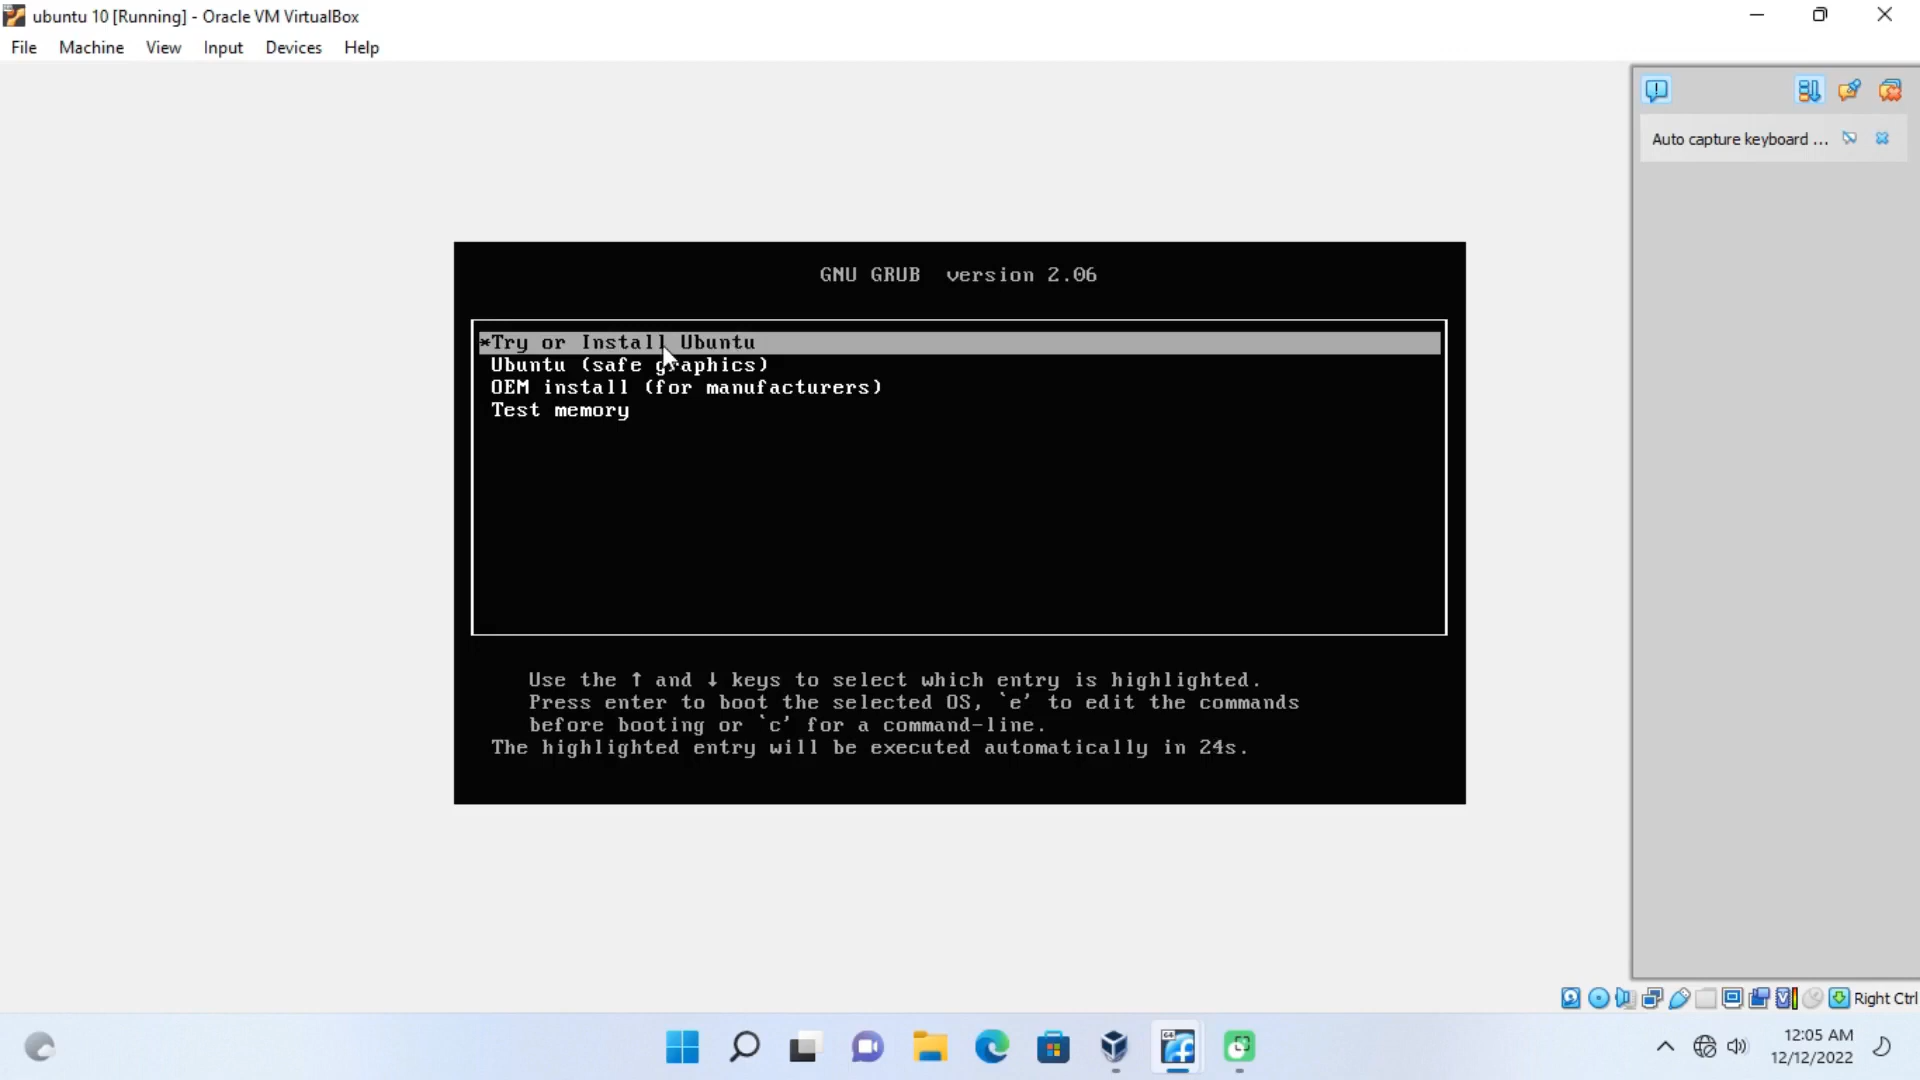 ubuntu 10 [Running] - Oracle VM VirtualBox
File Machine View Input Devices Help
Auto capture keyboard ...
GNU GRUB version 2.06
*Try or Install Ubuntu
Ubuntu (safe graphics)
OEM install (for manufacturers)
Test memory
Use the ↑ and ↓ keys to select which entry is highlighted.
Press enter to boot the selected OS, `e' to edit the commands
before booting or `c' for a command-line.
The highlighted entry will be executed automatically in 24s.
Right Ctrl
12:05 AM
12/12/2022